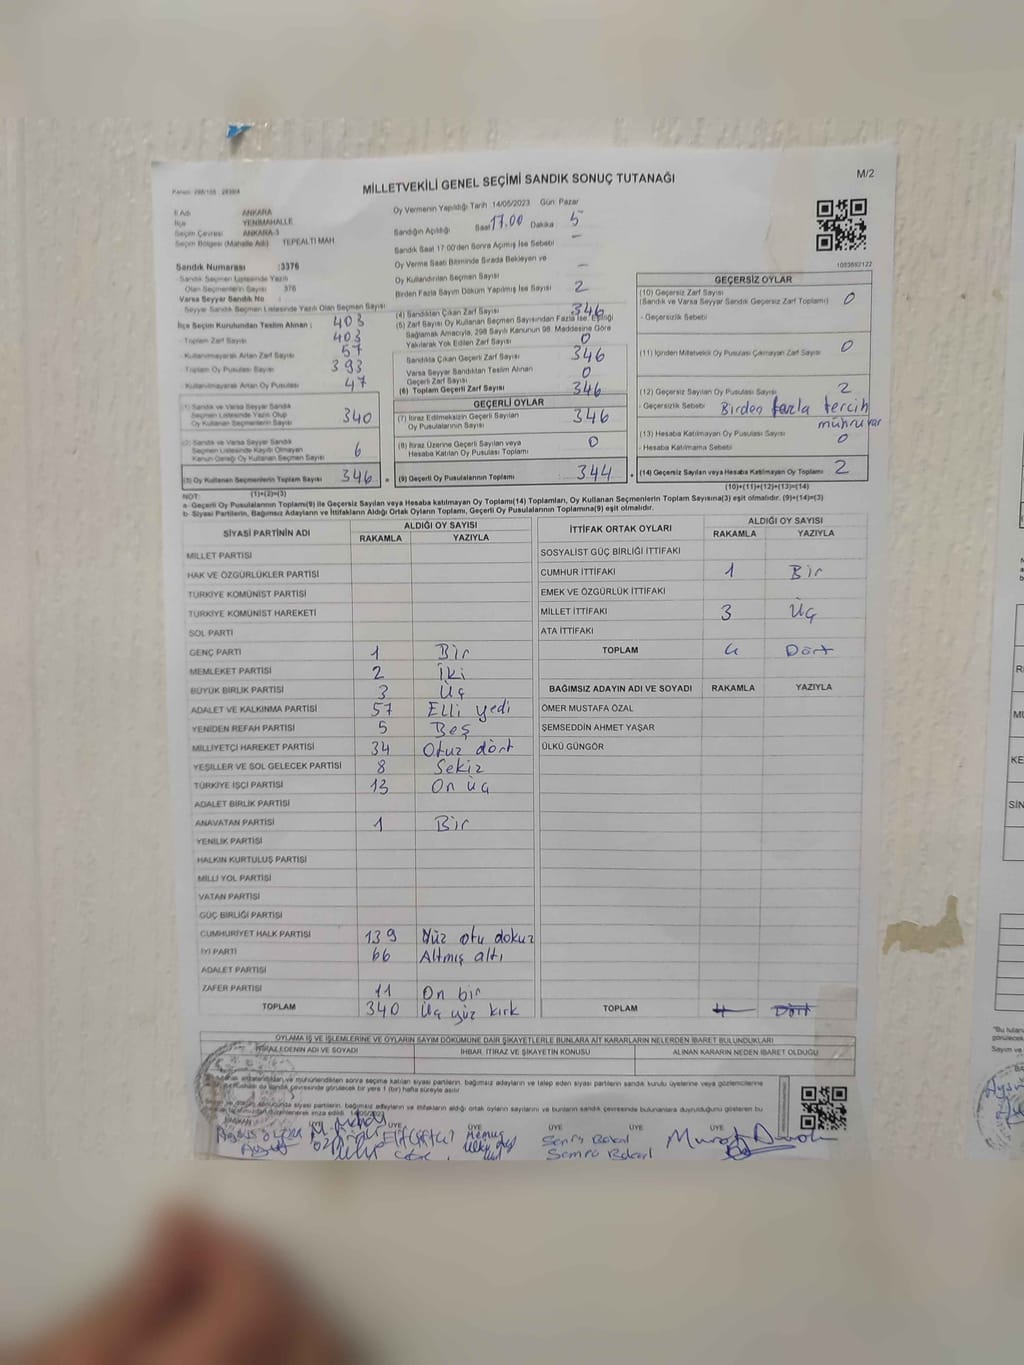 MİLLETVEKİLİ GENEL SEÇİMİ SANDIK SONUÇ TUTANAĞI
M/2
İl Adı ANKARA
İlçe YENİMAHALLE
Seçim Çevresi ANKARA-3
Seçim Bölgesi (Mahalle Adı) TEPEALTI MAH.
Sandık Numarası :3376
- Sandık Seçmen Listesinde Yazılı
Olan Seçmenlerin Sayısı 376
Varsa Seyyar Sandık No :
Seyyar Sandık Seçmen Listesinde Yazılı Olan Seçmen Sayısı
İlçe Seçim Kurulundan Teslim Alınan : 403
- Toplam Zarf Sayısı 403
- Kullanılmayarak Artan Zarf Sayısı 57
- Toplam Oy Pusulası Sayısı 393
- Kullanılmayarak Artan Oy Pusulası 47
(1) Sandık ve Varsa Seyyar Sandık
Seçmen Listesinde Yazılı Olup
Oy Kullanan Seçmenlerin Sayısı 340
(2) Sandık ve Varsa Seyyar Sandık
Seçmen Listesinde Kayıtlı Olmayan
Kanun Gereği Oy Kullanan Seçmen Sayısı 6
(3) Oy Kullanan Seçmenlerin Toplam Sayısı 346
(1)+(2)=(3)
Oy Vermenin Yapıldığı Tarih 14/05/2023 Gün: Pazar
Sandığın Açıldığı Saat 17.00 Dakika 5
Sandık Saat 17.00'den Sonra Açılmış İse Sebebi –
Oy Verme Saati Bitiminde Sırada Bekleyen ve
Oy Kullandırılan Seçmen Sayısı –
Birden Fazla Sayım Döküm Yapılmış İse Sayısı 2
(4) Sandıktan Çıkan Zarf Sayısı 346
(5) Zarf Sayısı Oy Kullanan Seçmen Sayısından Fazla İse, Eşitliği
Sağlamak Amacıyla, 298 Sayılı Kanunun 98. Maddesine Göre
Yakılarak Yok Edilen Zarf Sayısı 0
Sandıkta Çıkan Geçerli Zarf Sayısı 346
Varsa Seyyar Sandıktan Teslim Alınan
Geçerli Zarf Sayısı 0
(6) Toplam Geçerli Zarf Sayısı 346
GEÇERLİ OYLAR
(7) İtiraz Edilmeksizin Geçerli Sayılan
Oy Pusulalarının Sayısı 346
(8) İtiraz Üzerine Geçerli Sayılan veya
Hesaba Katılan Oy Pusulası Toplamı 0
(9) Geçerli Oy Pusulalarının Toplamı 344
1083692122
GEÇERSİZ OYLAR
(10) Geçersiz Zarf Sayısı
(Sandık ve Varsa Seyyar Sandık Geçersiz Zarf Toplamı) 0
- Geçersizlik Sebebi
(11) İçinden Milletvekili Oy Pusulası Çıkmayan Zarf Sayısı 0
(12) Geçersiz Sayılan Oy Pusulası Sayısı 2
- Geçersizlik Sebebi Birden fazla tercih
mührü var
(13) Hesaba Katılmayan Oy Pusulası Sayısı 0
- Hesaba Katılmama Sebebi
(14) Geçersiz Sayılan veya Hesaba Katılmayan Oy Toplamı 2
(10)+(11)+(12)+(13)=(14)
NOT:
a- Geçerli Oy Pusulalarının Toplamı(9) ile Geçersiz Sayılan veya Hesaba katılmayan Oy Toplamı(14) Toplamları, Oy Kullanan Seçmenlerin Toplam Sayısına(3) eşit olmalıdır. (9)+(14)=(3)
b- Siyasi Partilerin, Bağımsız Adayların ve İttifakların Aldığı Ortak Oyların Toplamı, Geçerli Oy Pusulalarının Toplamına(9) eşit olmalıdır.
SİYASİ PARTİNİN ADI ALDIĞI OY SAYISI
RAKAMLA YAZIYLA
MİLLET PARTİSİ
HAK VE ÖZGÜRLÜKLER PARTİSİ
TÜRKİYE KOMÜNİST PARTİSİ
TÜRKİYE KOMÜNİST HAREKETİ
SOL PARTİ
GENÇ PARTİ 1 Bir
MEMLEKET PARTİSİ 2 İki
BÜYÜK BİRLİK PARTİSİ 3 Üç
ADALET VE KALKINMA PARTİSİ 57 Elli yedi
YENİDEN REFAH PARTİSİ 5 Beş
MİLLİYETÇİ HAREKET PARTİSİ 34 Otuz dört
YEŞİLLER VE SOL GELECEK PARTİSİ 8 Sekiz
TÜRKİYE İŞÇİ PARTİSİ 13 On üç
ADALET BİRLİK PARTİSİ
ANAVATAN PARTİSİ 1 Bir
YENİLİK PARTİSİ
HALKIN KURTULUŞ PARTİSİ
MİLLİ YOL PARTİSİ
VATAN PARTİSİ
GÜÇ BİRLİĞİ PARTİSİ
CUMHURİYET HALK PARTİSİ 139 Yüz otu dokuz
İYİ PARTİ 66 Altmış altı
ADALET PARTİSİ
ZAFER PARTİSİ 11 On bir
TOPLAM 340 Üç yüz kırk
İTTİFAK ORTAK OYLARI ALDIĞI OY SAYISI
RAKAMLA YAZIYLA
SOSYALİST GÜÇ BİRLİĞİ İTTİFAKI
CUMHUR İTTİFAKI 1 Bir
EMEK VE ÖZGÜRLÜK İTTİFAKI
MİLLET İTTİFAKI 3 Üç
ATA İTTİFAKI
TOPLAM 4 Dört
BAĞIMSIZ ADAYIN ADI VE SOYADI RAKAMLA YAZIYLA
ÖMER MUSTAFA ÖZAL
ŞEMSEDDİN AHMET YAŞAR
ÜLKÜ GÜNGÖR
TOPLAM 4 Dört
OYLAMA İŞ VE İŞLEMLERİNE VE OYLARIN SAYIM DÖKÜMÜNE DAİR ŞİKAYETLERLE BUNLARA AİT KARARLARIN NELERDEN İBARET BULUNDUKLARI
İTİRAZ EDENİN ADI VE SOYADI İHBAR, İTİRAZ VE ŞİKAYETİN KONUSU ALINAN KARARIN NEDEN İBARET OLDUĞU
ÜYE ÜYE ÜYE ÜYE